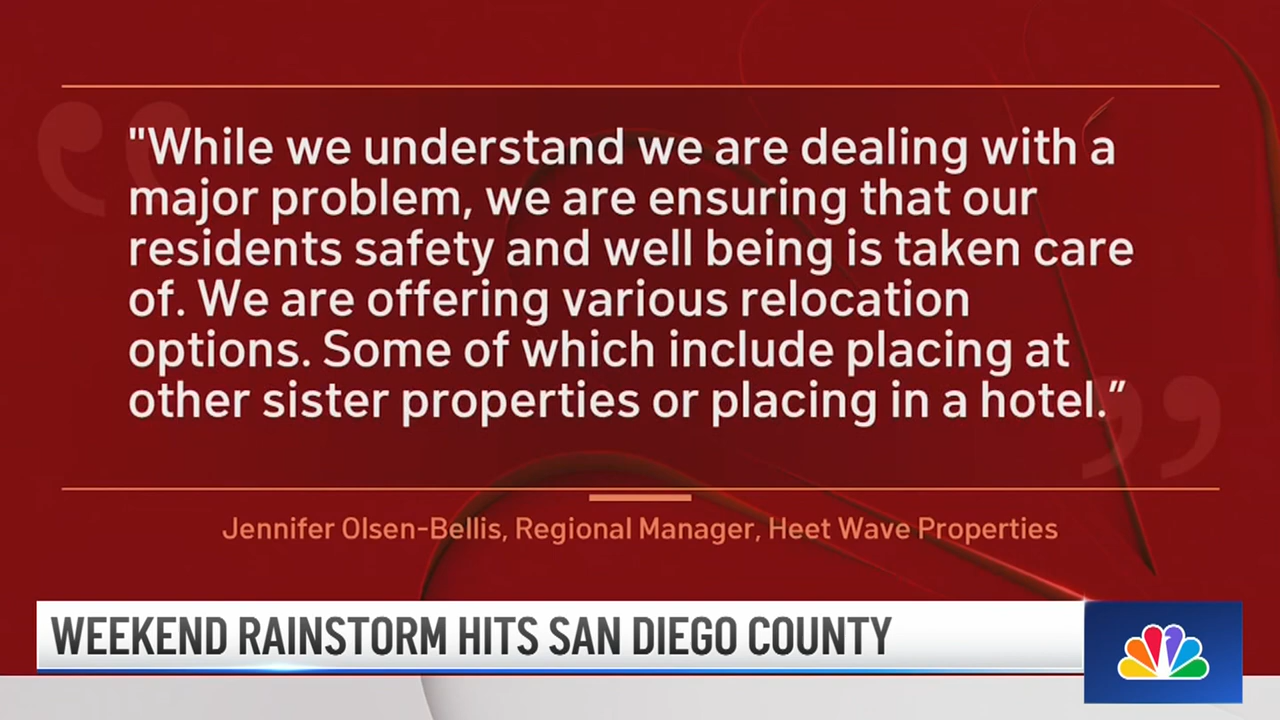 "While we understand we are dealing with a
major problem, we are ensuring that our
residents safety and well being is taken care
of. We are offering various relocation
options. Some of which include placing at
other sister properties or placing in a hotel.”
Jennifer Olsen-Bellis, Regional Manager, Heet Wave Properties
WEEKEND RAINSTORM HITS SAN DIEGO COUNTY